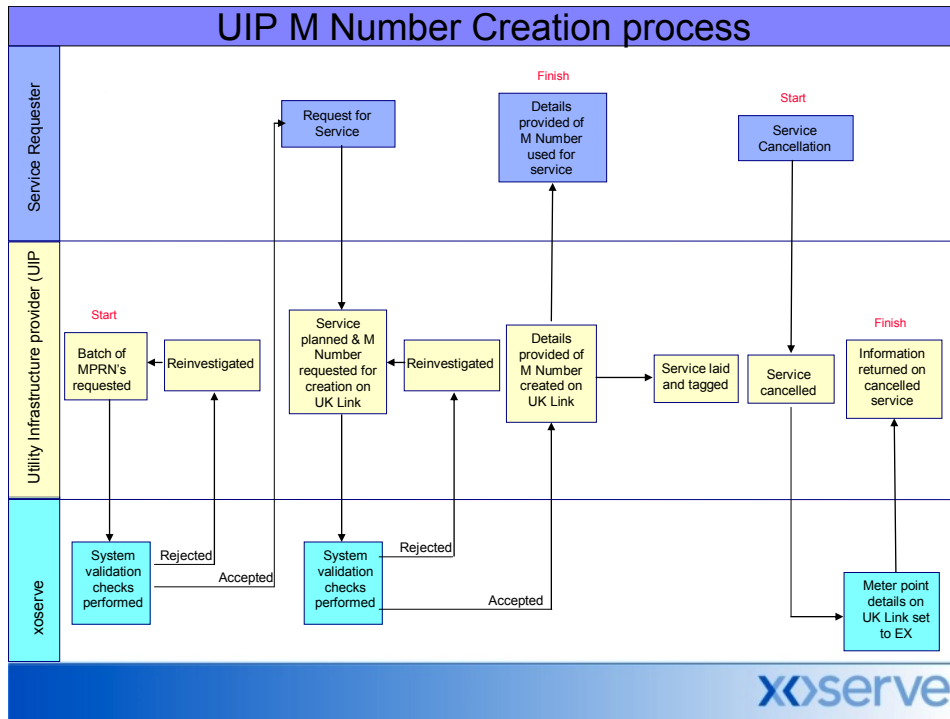 UIP M Number Creation process
Service Requester
Finish
Start
Request for
Service
Details
provided of
M Number
used for
service
Service
Cancellation
Utility Infrastructure provider (UIP
Start
Batch of
MPRN's
requested
Reinvestigated
Service
planned & M
Number
requested for
creation on
UK Link
Reinvestigated
Details
provided of
M Number
created on
UK Link
Service laid
and tagged
Service
cancelled
Finish
Information
returned on
cancelled
service
xoserve
System
validation
checks
performed
Rejected
Accepted
System
validation
checks
performed
Rejected
Accepted
Meter point
details on
UK Link set
to EX
xoserve